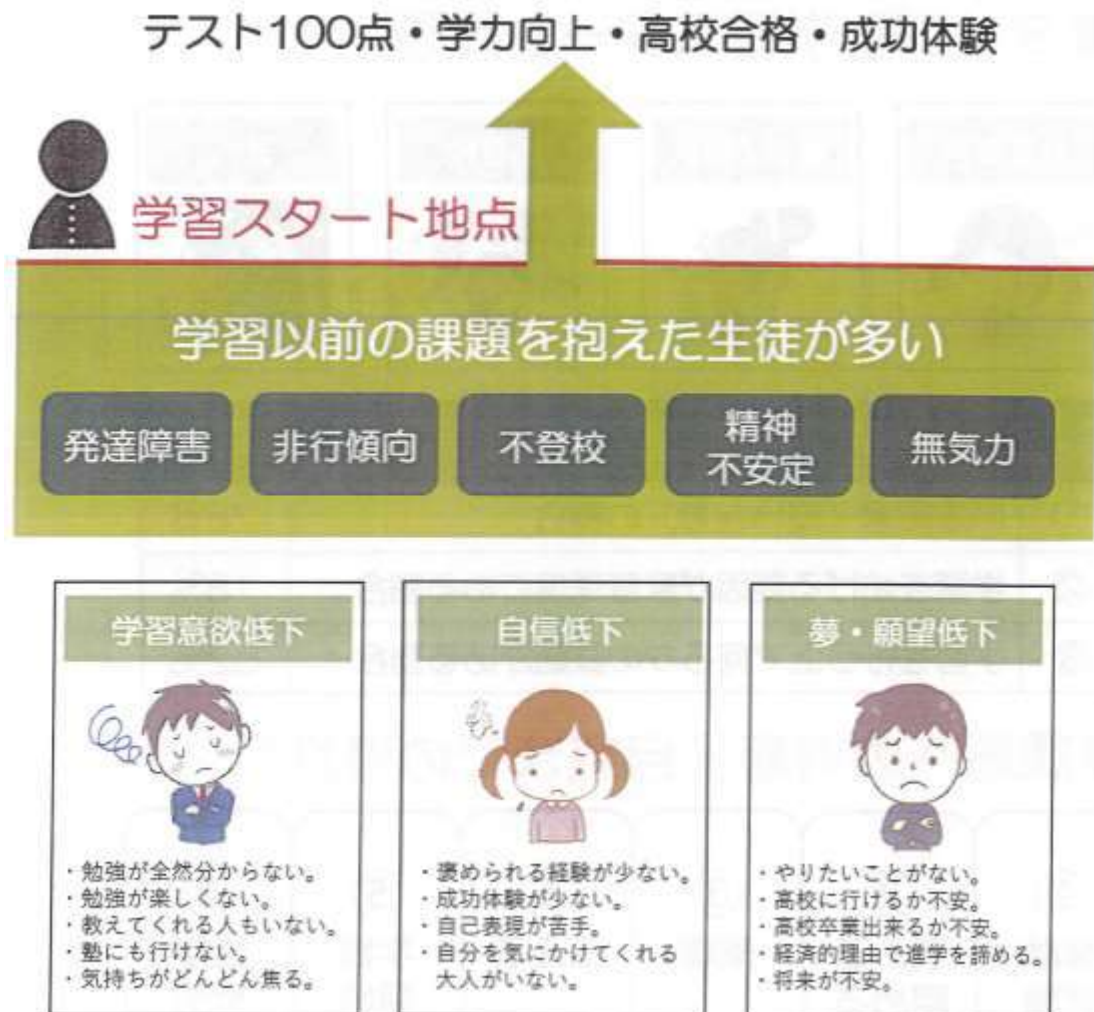 テスト100点・学力向上・高校合格・成功体験
学習スタート地点
学習以前の課題を抱えた生徒が多い
発達障害
非行傾向
不登校
精神
不安定
無気力
学習意欲低下
・勉強が全然分からない。
・勉強が楽しくない。
・教えてくれる人もいない。
・塾にも行けない。
・気持ちがどんどん焦る。
自信低下
・褒められる経験が少ない。
・成功体験が少ない。
・自己表現が苦手。
・自分を気にかけてくれる
大人がいない。
夢・願望低下
・やりたいことがない。
・高校に行けるか不安。
・高校卒業出来るか不安。
・経済的理由で進学を諦める。
・将来が不安。